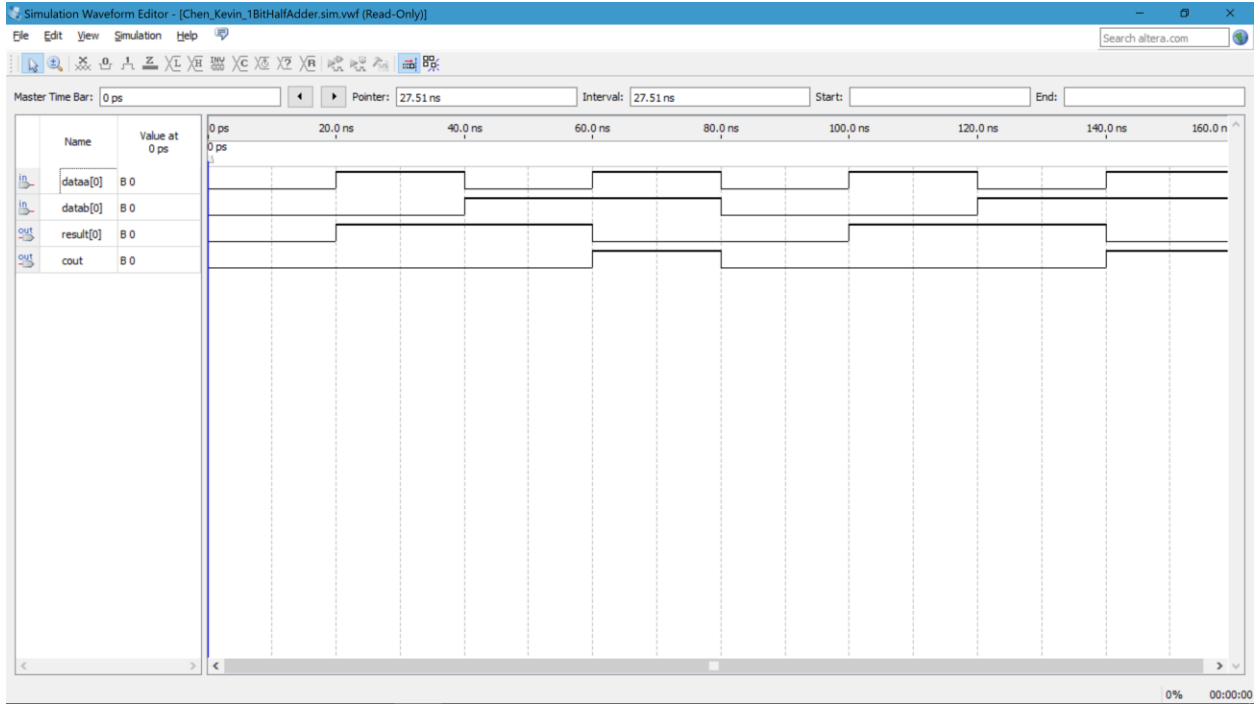 Simulation Waveform Editor - [Chen_Kevin_1BitHalfAdder.sim.vwf (Read-Only)]
File Edit View Simulation Help
Search altera.com
Master Time Bar: 0 ps Pointer: 27.51 ns Interval: 27.51 ns Start: End:
Name Value at 0 ps
0 ps 20.0 ns 40.0 ns 60.0 ns 80.0 ns 100.0 ns 120.0 ns 140.0 ns 160.0 n
0 ps
in dataa[0] B 0
in datab[0] B 0
out result[0] B 0
out cout B 0
0% 00:00:00